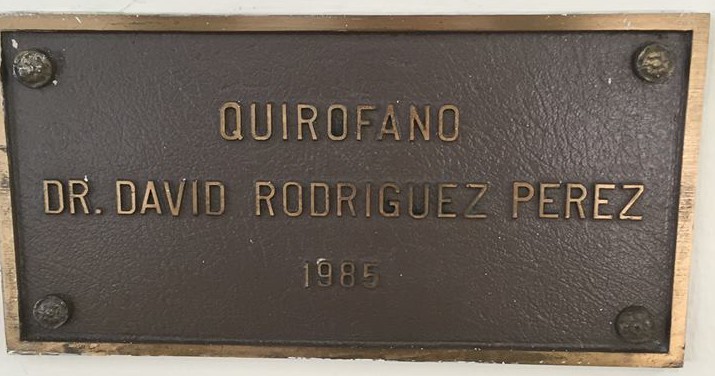 QUIROFANO
DR. DAVID RODRIGUEZ PEREZ
1985